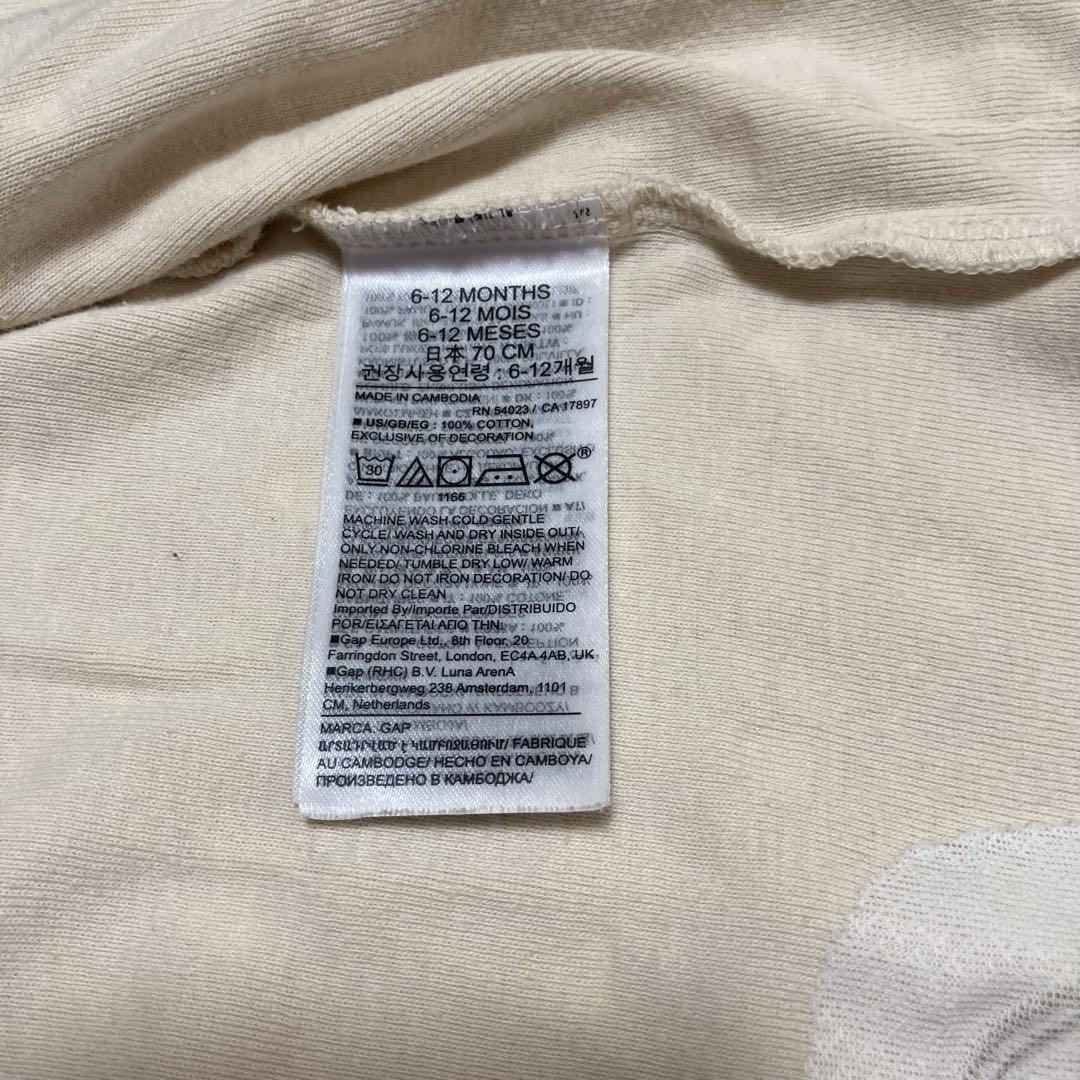 6-12 MONTHS
6-12 MOIS
6-12 MESES
日本 70 CM
권장사용연령 : 6-12개월
MADE IN CAMBODIA
RN 54023 / CA 17897
■ US/GB/EG : 100% COTTON,
EXCLUSIVE OF DECORATION
30
®
1166
MACHINE WASH COLD GENTLE
CYCLE/ WASH AND DRY INSIDE OUT/
ONLY NON-CHLORINE BLEACH WHEN
NEEDED/ TUMBLE DRY LOW/ WARM
IRON/ DO NOT IRON DECORATION/ DO
NOT DRY CLEAN
Imported By/Importe Par/DISTRIBUIDO
POR/ΕΙΣΑΓΕΤΑΙ ΑΠΟ ΤΗΝ:
■Gap Europe Ltd., 8th Floor, 20
Farringdon Street, London, EC4A 4AB, UK
■Gap (RHC) B.V. Luna ArenA
Herikerbergweg 238 Amsterdam, 1101
CM, Netherlands
MARCA: GAP
ԱՐՏԱԴՐՎԱԾ Է ԿԱՄԲՈՋԱՅՈՒՄ/ FABRIQUE
AU CAMBODGE/ HECHO EN CAMBOYA/
ПРОИЗВЕДЕНО В КАМБОДЖА/